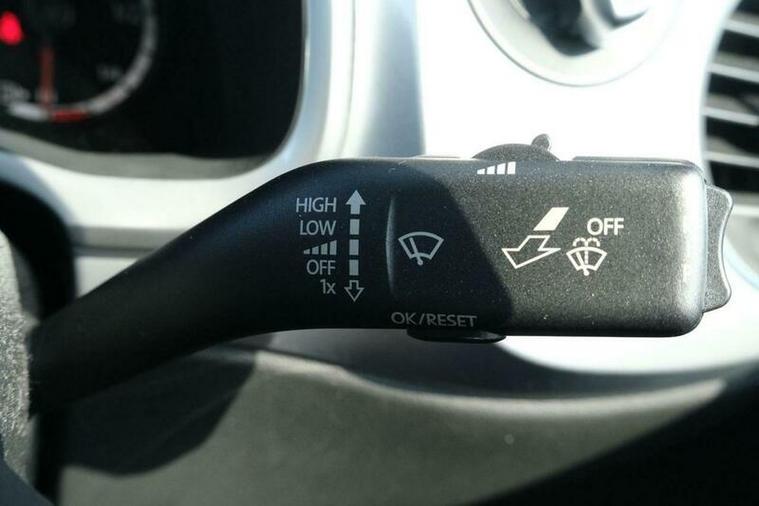 HIGH
LOW
OFF
1x
OK/RESET
OFF